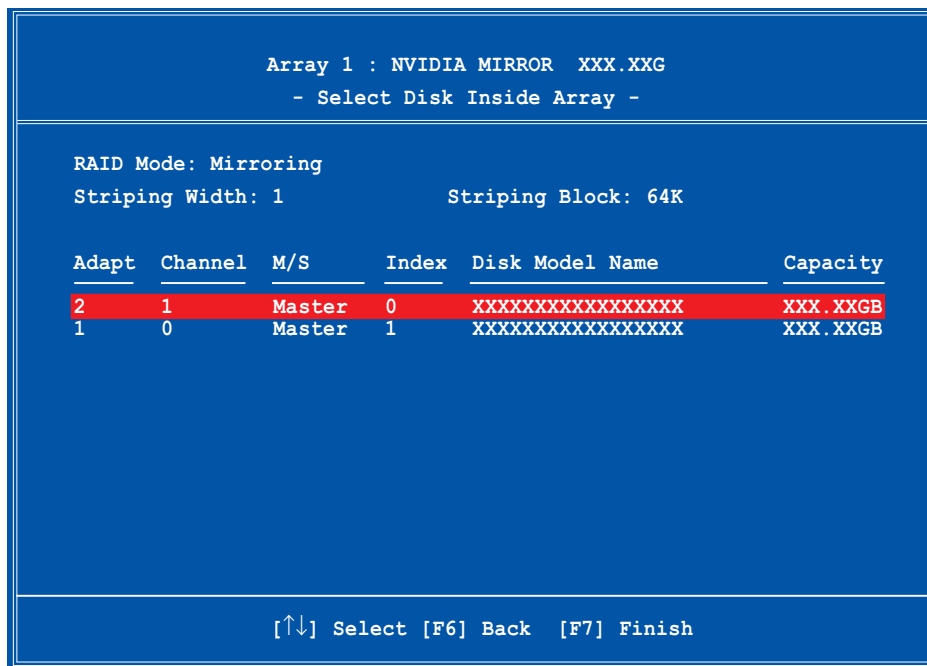 Array 1 : NVIDIA MIRROR XXX.XXG
- Select Disk Inside Array -
RAID Mode: Mirroring
Striping Width: 1 Striping Block: 64K
Adapt Channel M/S Index Disk Model Name Capacity
2 1 Master 0 XXXXXXXXXXXXXXXXX XXX.XXGB
1 0 Master 1 XXXXXXXXXXXXXXXXX XXX.XXGB
[↑↓] Select [F6] Back [F7] Finish